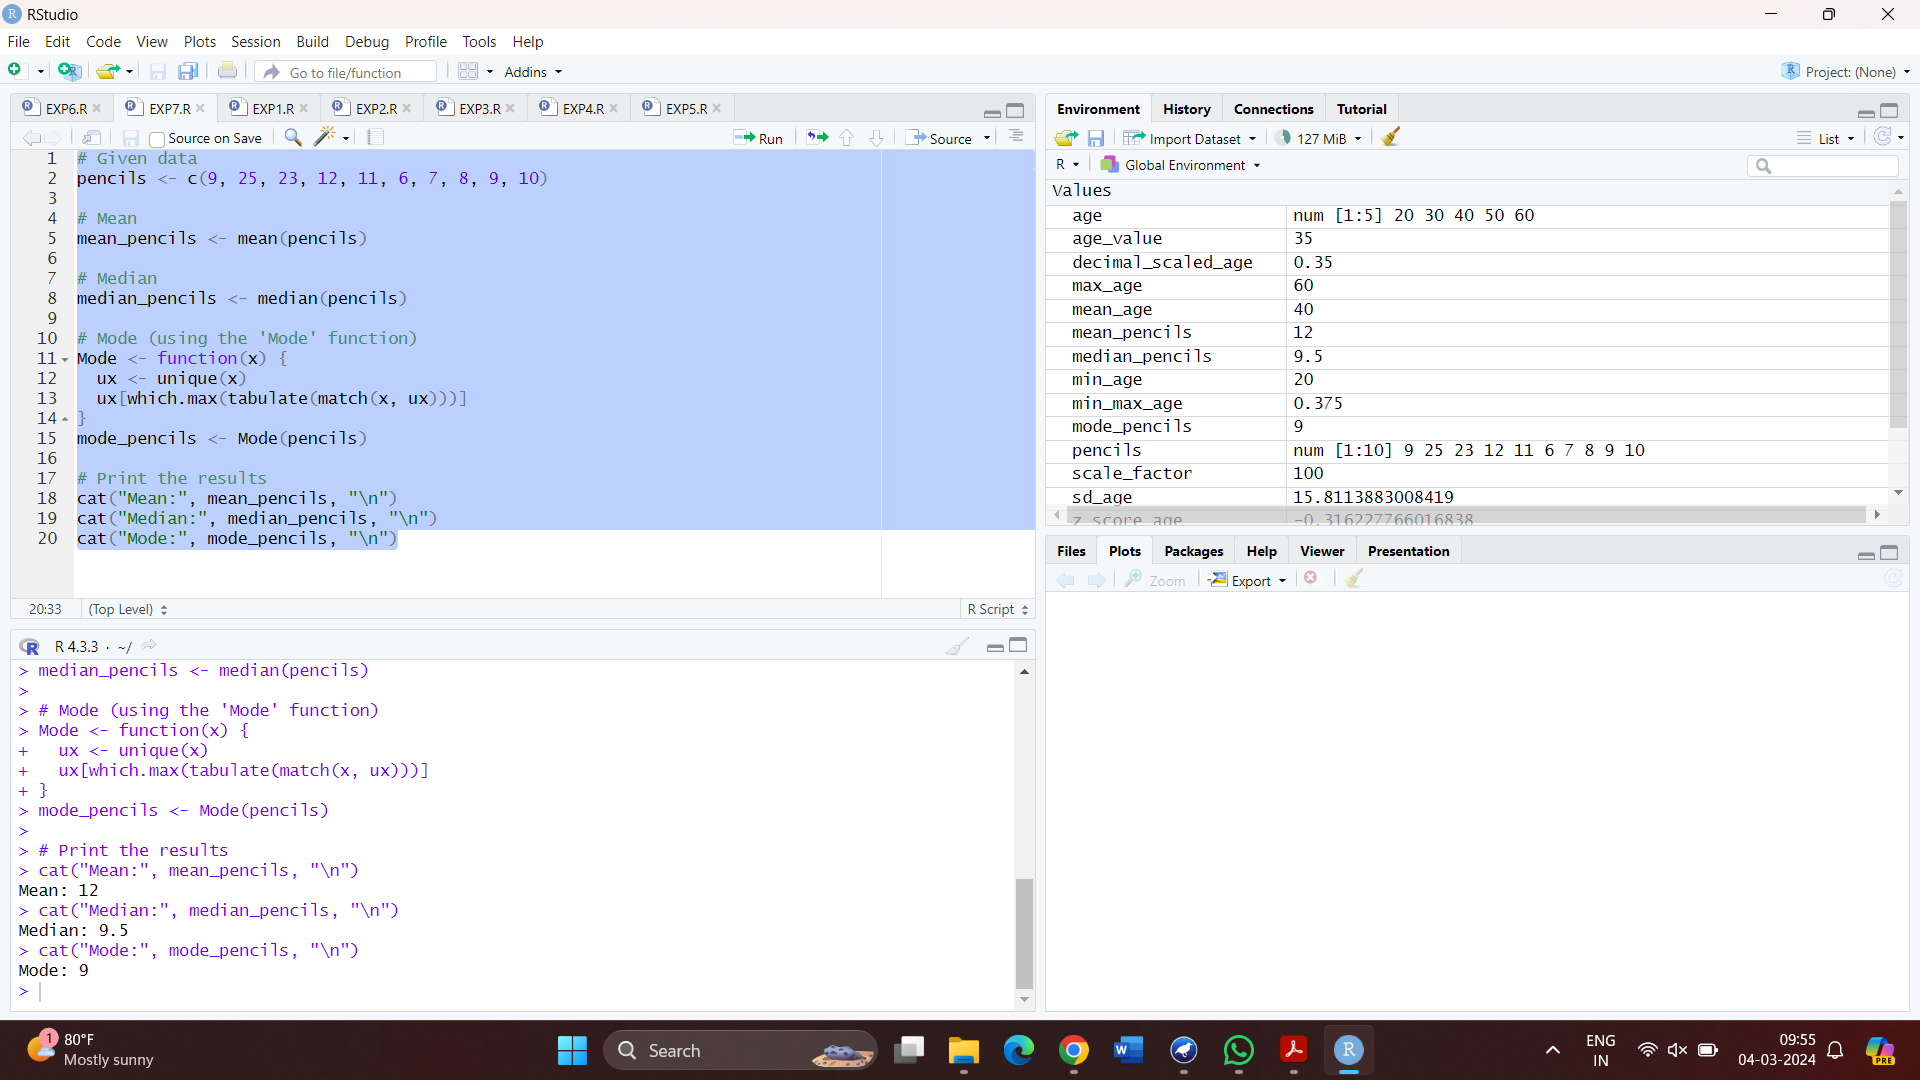 RStudio
File Edit Code View Plots Session Build Debug Profile Tools Help
Go to file/function Addins Project: (None)
EXP6.R EXP7.R EXP1.R EXP2.R EXP3.R EXP4.R EXP5.R
Source on Save Run Source
1 # Given data
2 pencils <- c(9, 25, 23, 12, 11, 6, 7, 8, 9, 10)
3
4 # Mean
5 mean_pencils <- mean(pencils)
6
7 # Median
8 median_pencils <- median(pencils)
9
10 # Mode (using the 'Mode' function)
11 Mode <- function(x) {
12   ux <- unique(x)
13   ux[which.max(tabulate(match(x, ux)))]
14 }
15 mode_pencils <- Mode(pencils)
16
17 # Print the results
18 cat("Mean:", mean_pencils, "\n")
19 cat("Median:", median_pencils, "\n")
20 cat("Mode:", mode_pencils, "\n")
20:33 (Top Level) R Script
R 4.3.3 · ~/
> median_pencils <- median(pencils)
>
> # Mode (using the 'Mode' function)
> Mode <- function(x) {
+   ux <- unique(x)
+   ux[which.max(tabulate(match(x, ux)))]
+ }
> mode_pencils <- Mode(pencils)
>
> # Print the results
> cat("Mean:", mean_pencils, "\n")
Mean: 12
> cat("Median:", median_pencils, "\n")
Median: 9.5
> cat("Mode:", mode_pencils, "\n")
Mode: 9
>
Environment History Connections Tutorial
Import Dataset 127 MiB List
R Global Environment
Values
age num [1:5] 20 30 40 50 60
age_value 35
decimal_scaled_age 0.35
max_age 60
mean_age 40
mean_pencils 12
median_pencils 9.5
min_age 20
min_max_age 0.375
mode_pencils 9
pencils num [1:10] 9 25 23 12 11 6 7 8 9 10
scale_factor 100
sd_age 15.8113883008419
z_score_age -0.316227766016838
Files Plots Packages Help Viewer Presentation
Zoom Export
1 80°F
Mostly sunny
Search
ENG
IN
09:55
04-03-2024
PRE